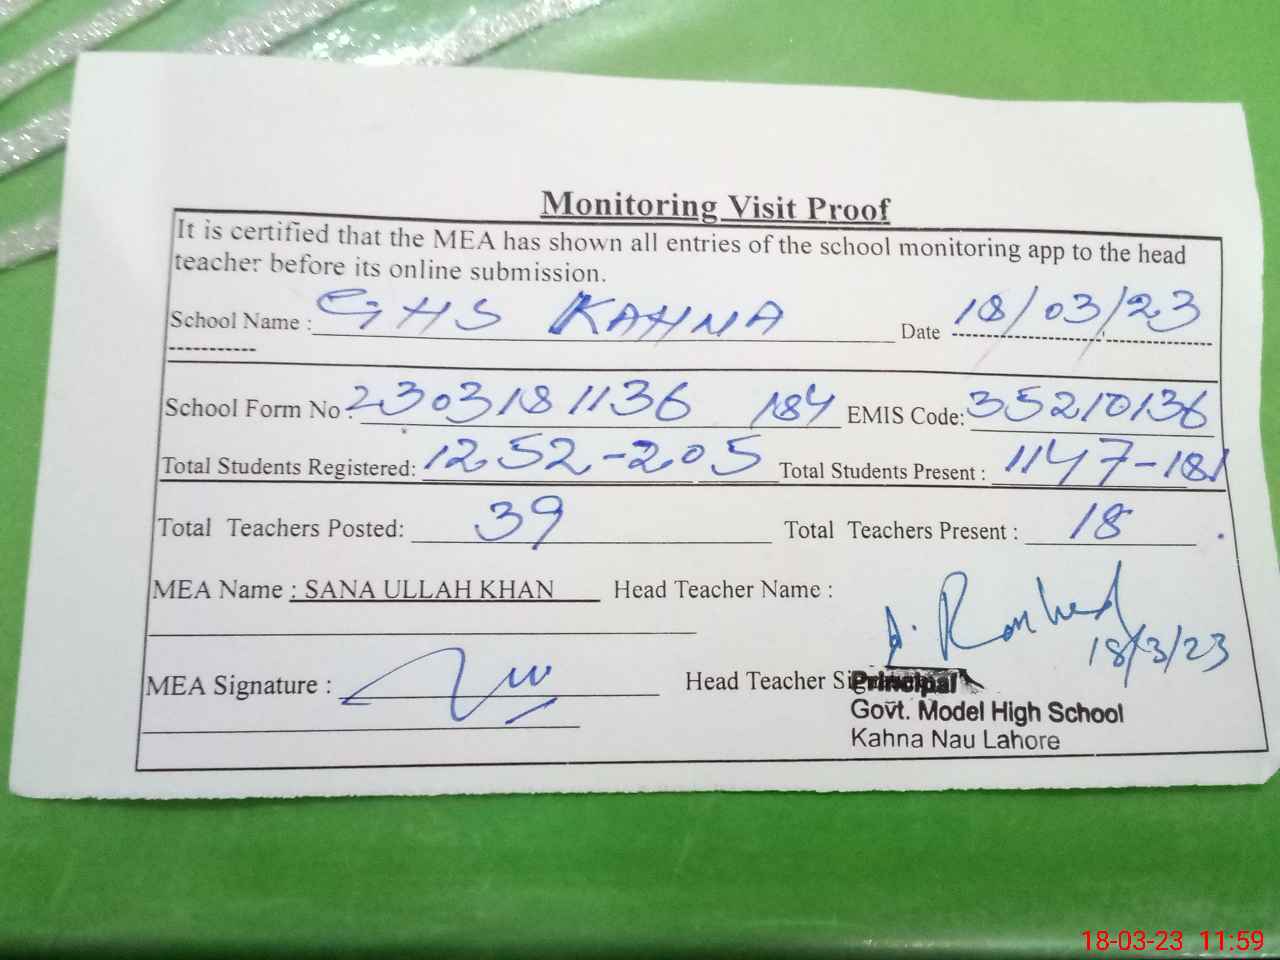 Monitoring Visit Proof
It is certified that the MEA has shown all entries of the school monitoring app to the head
teacher before its online submission.
School Name : GHS KAHNA Date 18/03/23
School Form No 2303181136 184 EMIS Code: 35210136
Total Students Registered: 1252-205 Total Students Present : 1147-181
Total Teachers Posted: 39 Total Teachers Present : 18
MEA Name : SANA ULLAH KHAN Head Teacher Name :
18/3/23
MEA Signature : Head Teacher
Principal
Govt. Model High School
Kahna Nau Lahore
18-03-23 11:59